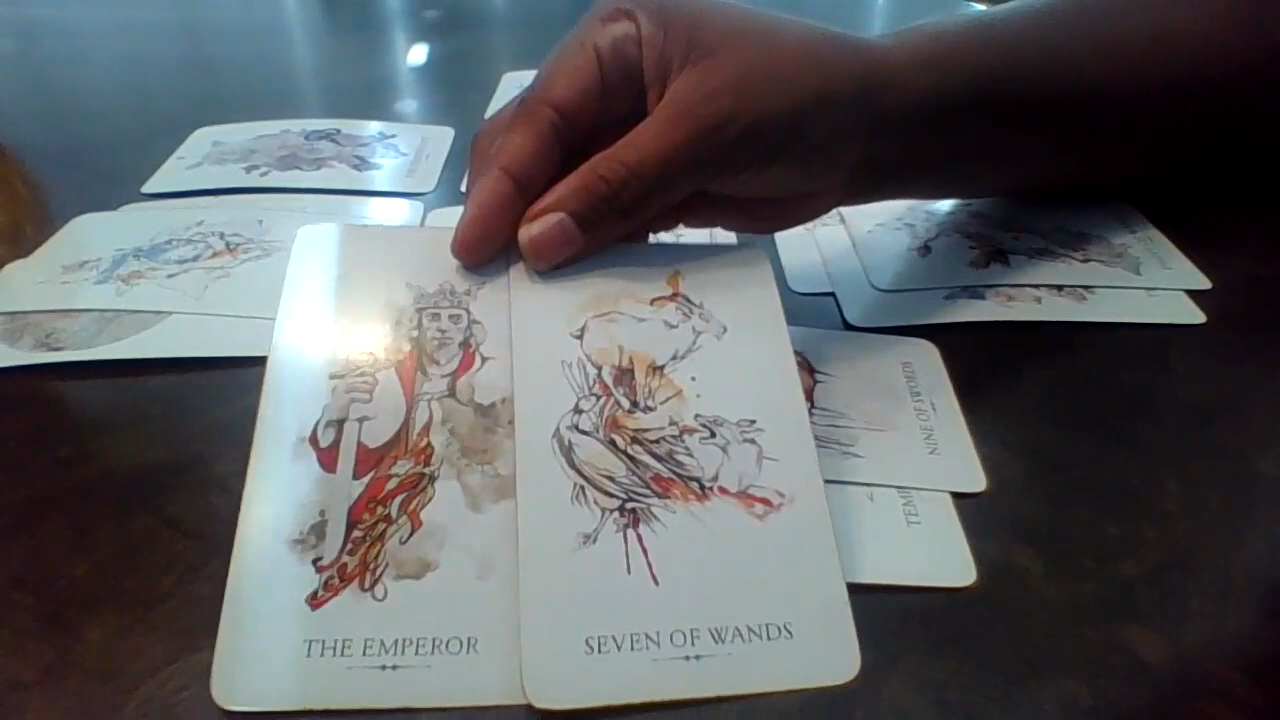 THE EMPEROR
SEVEN OF WANDS
NINE OF SWORDS
TEMP